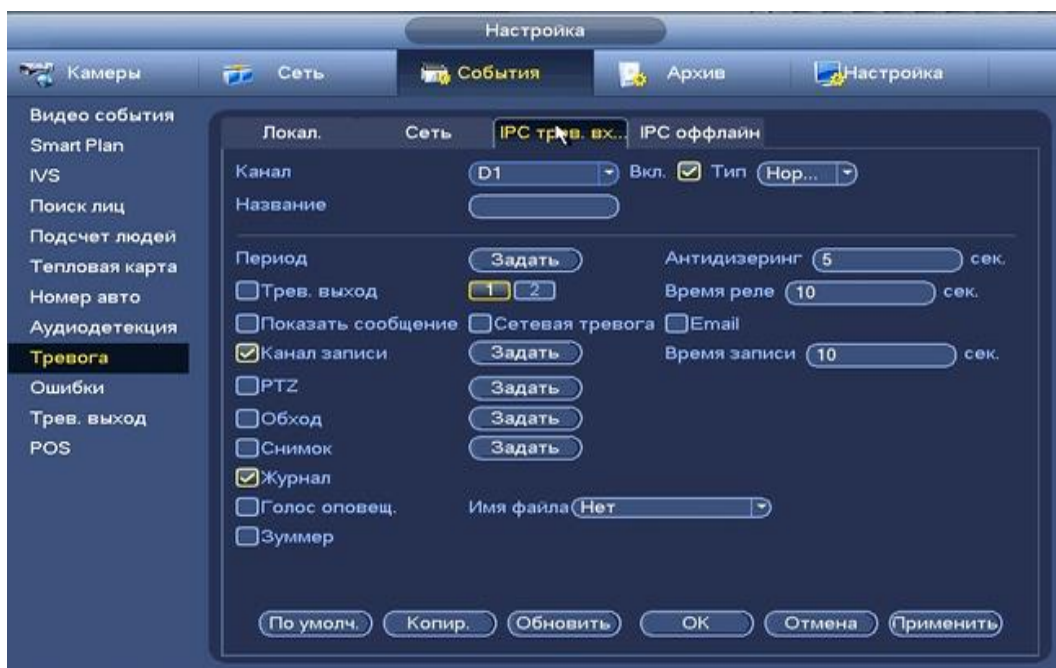 Настройка
Камеры Сеть События Архив Настройка
Видео события
Smart Plan
IVS
Поиск лиц
Подсчет людей
Тепловая карта
Номер авто
Аудиодетекция
Тревога
Ошибки
Трев. выход
POS
Локал. Сеть IPC трев. вх... IPC оффлайн
Канал D1 Вкл. Тип Нор...
Название
Период Задать Антидизеринг 5 сек.
Трев. выход 1 2 Время реле 10 сек.
Показать сообщение Сетевая тревога Email
Канал записи Задать Время записи 10 сек.
PTZ Задать
Обход Задать
Снимок Задать
Журнал
Голос оповещ. Имя файла Нет
Зуммер
По умолч. Копир. Обновить OK Отмена Применить